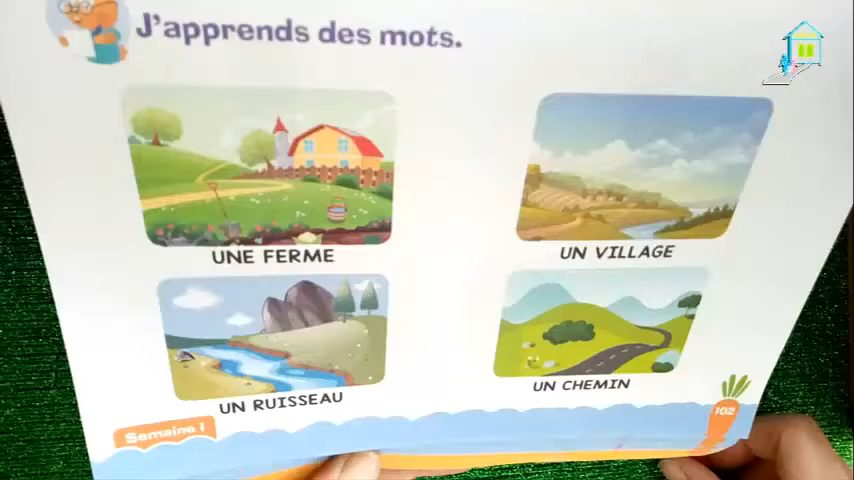 J'apprends des mots.
UNE FERME
UN VILLAGE
UN RUISSEAU
UN CHEMIN
Semaine 1
102